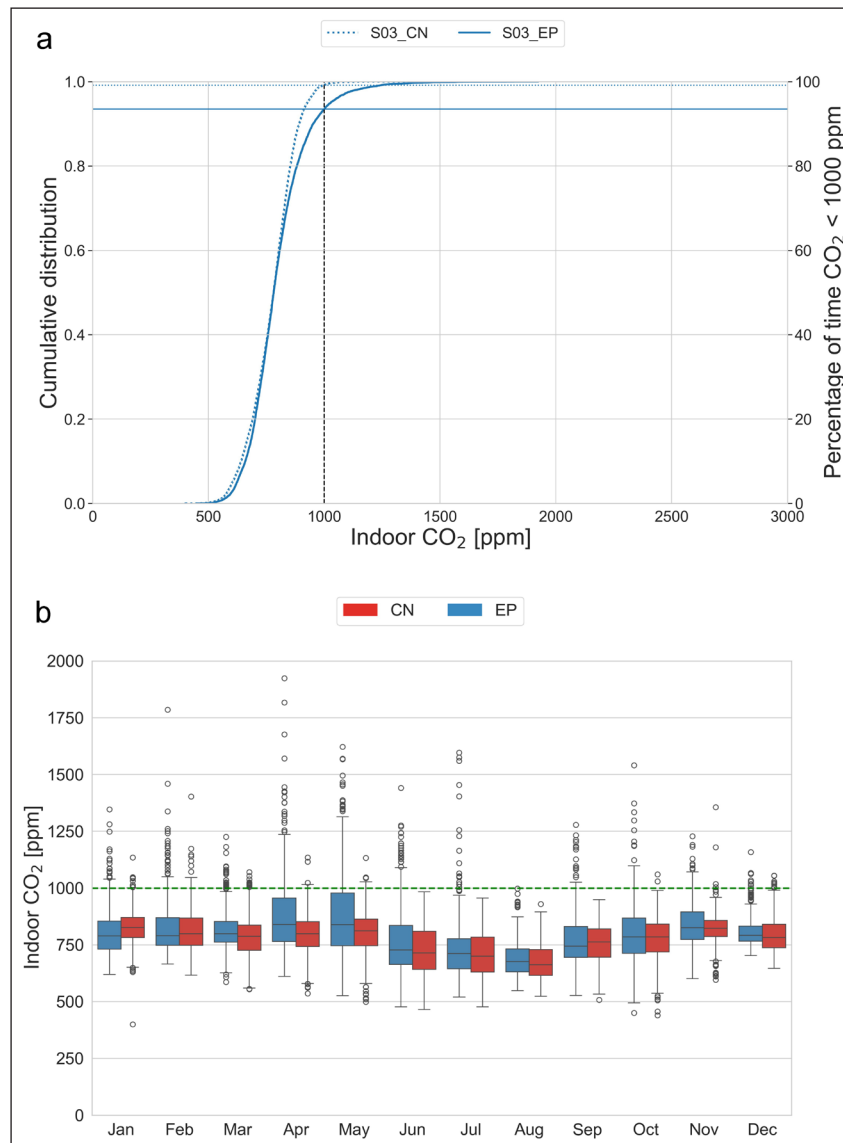 a
S03_CN S03_EP
1.0 100
0.8 80
0.6 60
0.4 40
0.2 20
0.0 0
0 500 1000 1500 2000 2500 3000
Cumulative distribution
Percentage of time CO₂ < 1000 ppm
Indoor CO₂ [ppm]
b
CN EP
2000
1750
1500
1250
1000
750
500
250
0
Indoor CO₂ [ppm]
Jan Feb Mar Apr May Jun Jul Aug Sep Oct Nov Dec